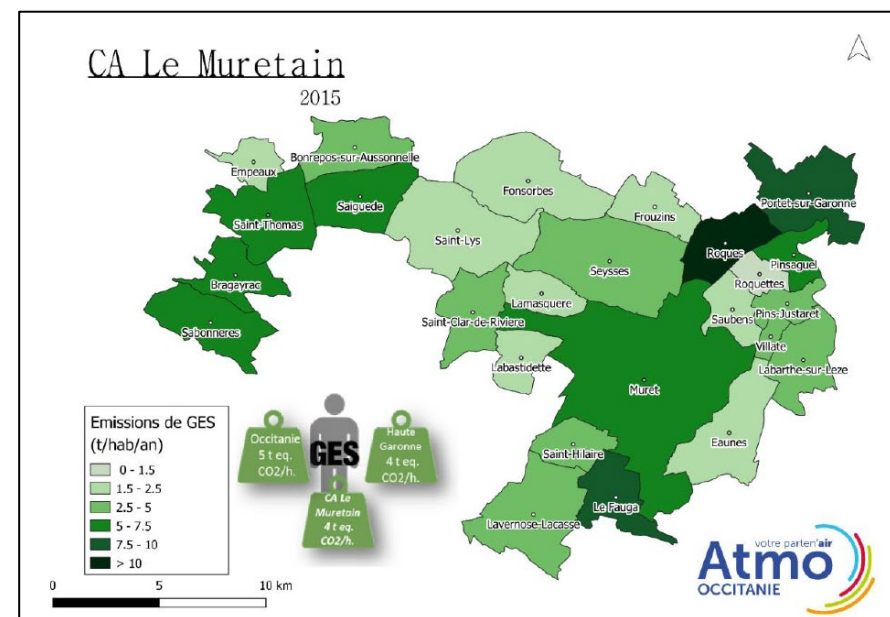 CA Le Muretain
2015
Empeaux
Bonrepos-sur-Aussonnelle
Saint-Thomas
Saiguede
Bragayrac
Sabonneres
Saint-Lys
Fonsorbes
Frouzins
Portet-sur-Garonne
Roques
Pinsaguel
Roquettes
Seysses
Lamasquere
Saint-Clar-de-Riviere
Saubens
Pins-Justaret
Villate
Labarthe-sur-Leze
Labastidette
Muret
Eaunes
Saint-Hilaire
Le Fauga
Lavernose-Lacasse
Emissions de GES
(t/hab/an)
0 - 1.5
1.5 - 2.5
2.5 - 5
5 - 7.5
7.5 - 10
> 10
Occitanie
5 t eq.
CO2/h.
GES
Haute
Garonne
4 t eq.
CO2/h.
CA Le
Muretain
4 t eq.
CO2/h.
0 5 10 km
votre parten'air
Atmo
OCCITANIE